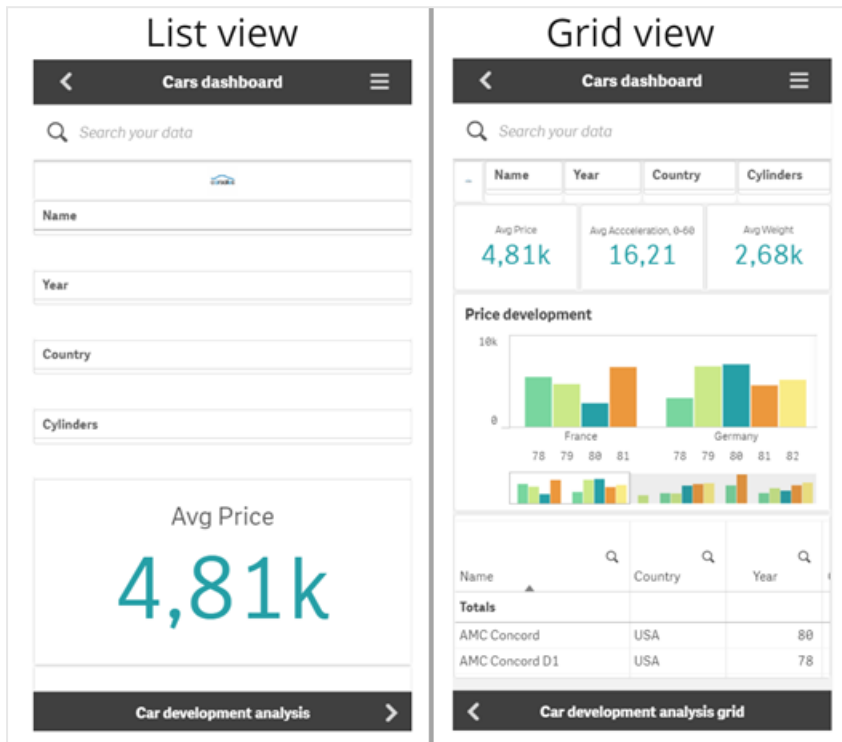 List view
Cars dashboard
Search your data
Name
Year
Country
Cylinders
Avg Price
4,81k
Car development analysis
Grid view
Cars dashboard
Search your data
Name Year Country Cylinders
Avg Price Avg Accceleration, 0-60 Avg Weight
4,81k 16,21 2,68k
Price development
10k
0
France Germany
78 79 80 81 78 79 80 81 82
Name Country Year
Totals
AMC Concord USA 80
AMC Concord D1 USA 78
Car development analysis grid